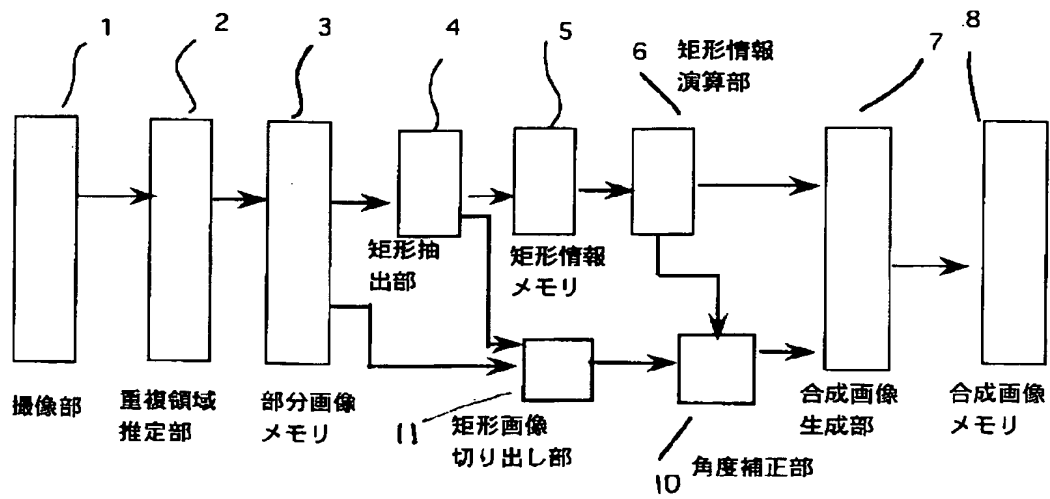 1
2
3
4
5
6
矩形情報
演算部
7
8
矩形抽
出部
矩形情報
メモリ
撮像部
重複領域
推定部
部分画像
メモリ
11
矩形画像
切り出し部
10
角度補正部
合成画像
生成部
合成画像
メモリ